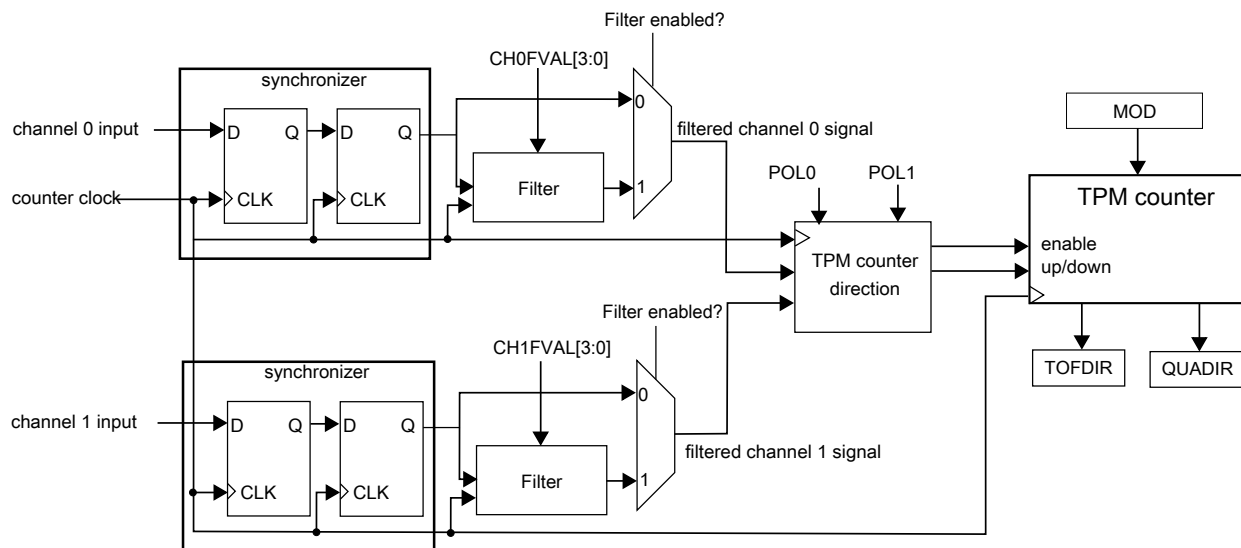 Filter enabled?
CH0FVAL[3:0]
synchronizer
0
channel 0 input
D
Q
D
Q
filtered channel 0 signal
MOD
Filter
1
POL0
POL1
counter clock
CLK
CLK
TPM counter
enable
up/down
TPM counter
direction
Filter enabled?
CH1FVAL[3:0]
synchronizer
TOFDIR
QUADIR
0
channel 1 input
D
Q
D
Q
filtered channel 1 signal
Filter
1
CLK
CLK